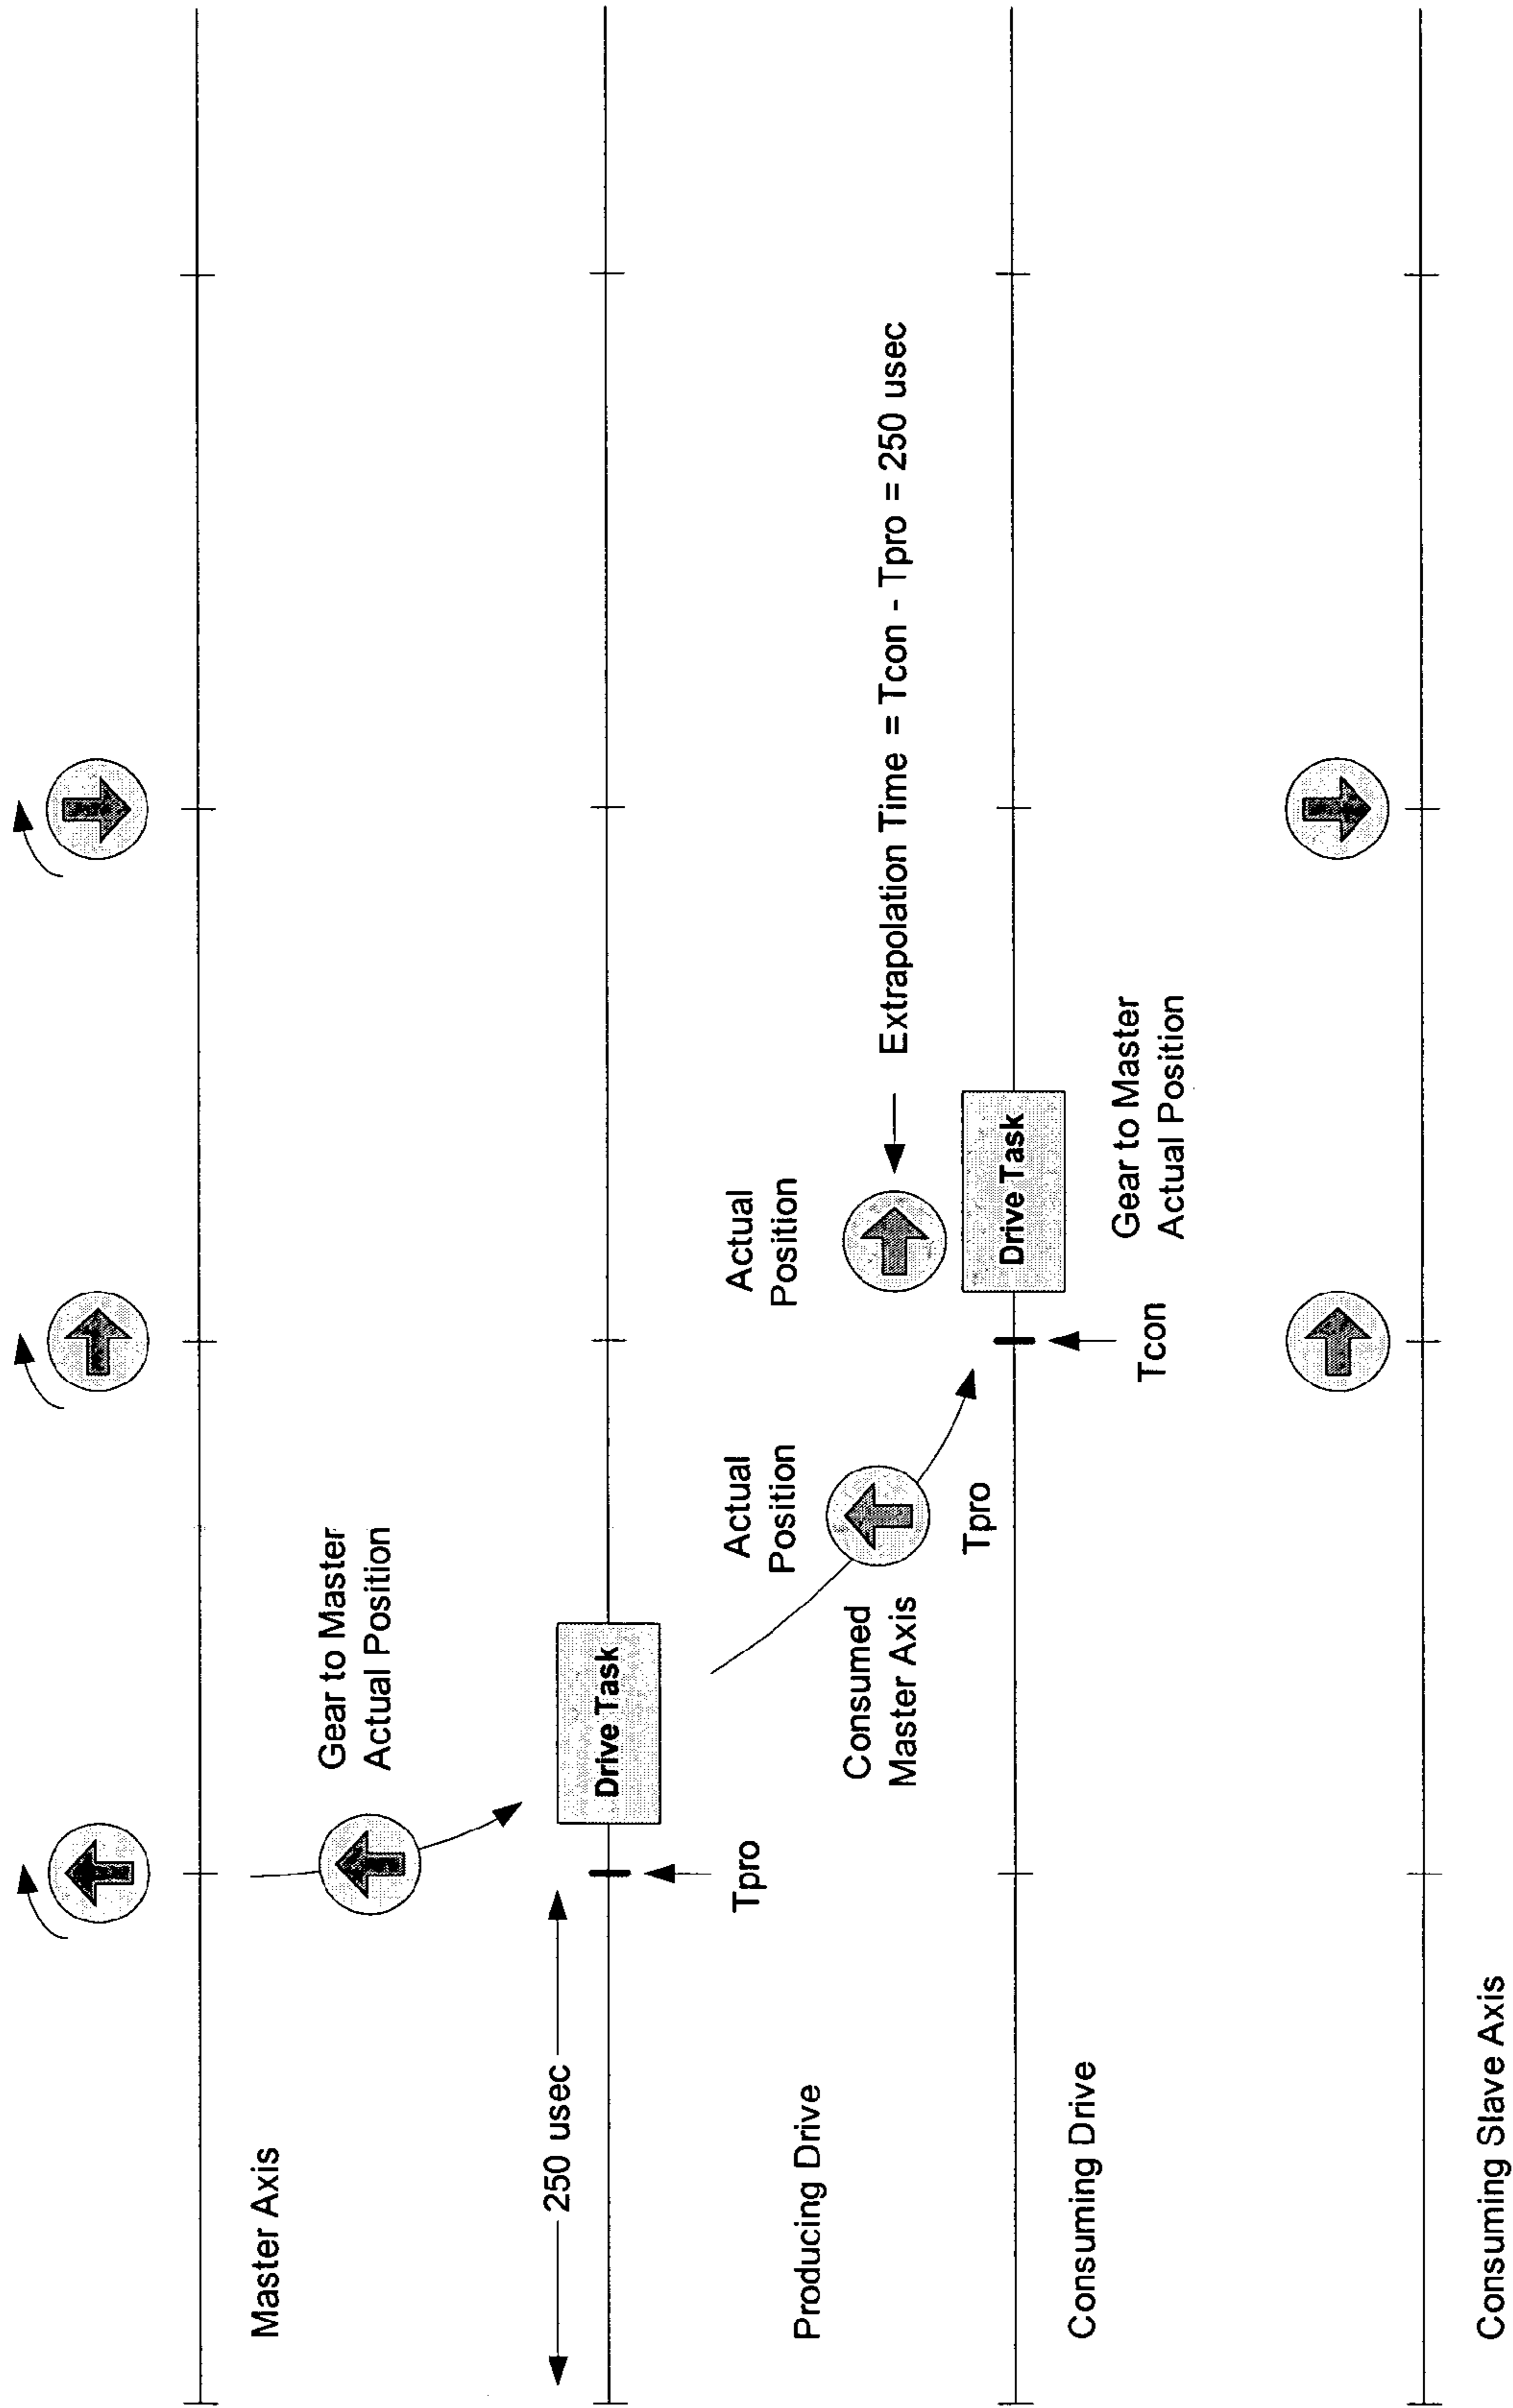 Master Axis
Gear to Master
Actual Position
250 usec
Drive Task
Tpro
Producing Drive
Consumed
Master Axis
Actual
Position
Tpro
Actual
Position
Extrapolation Time = Tcon - Tpro = 250 usec
Drive Task
Tcon
Gear to Master
Actual Position
Consuming Drive
Consuming Slave Axis